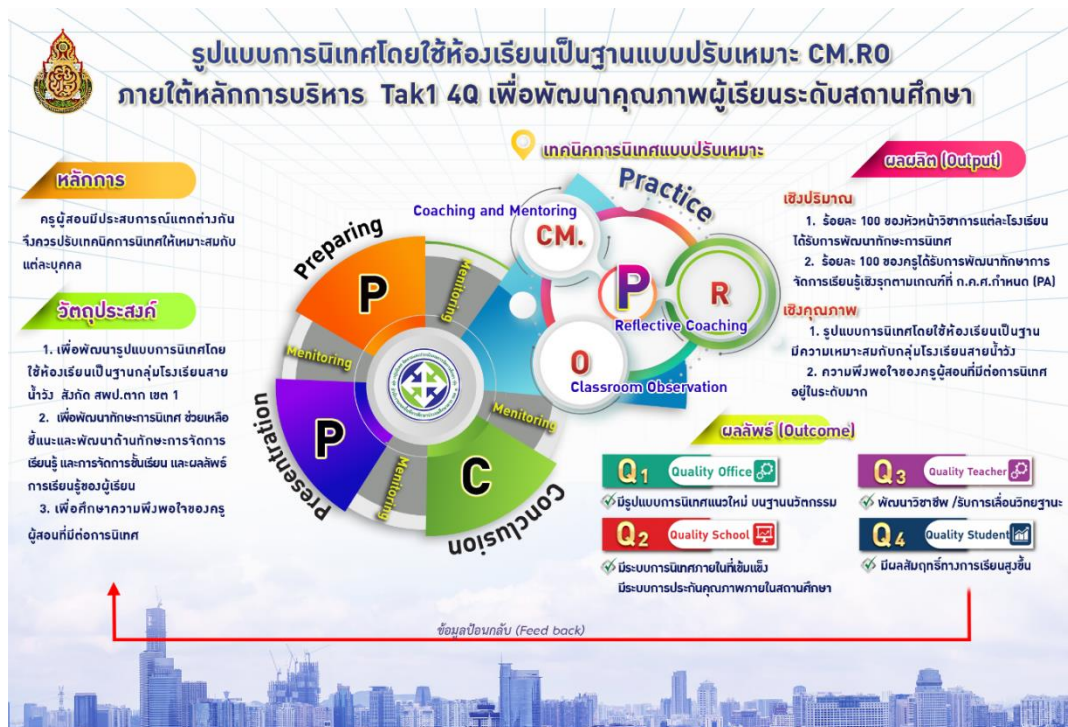 รูปแบบการนิเทศโดยใช้ห้องเรียนเป็นฐานแบบปรับเหมาะ CM.RO
ภายใต้หลักการบริหาร Tak1 4Q เพื่อพัฒนาคุณภาพผู้เรียนระดับสถานศึกษา
หลักการ
ครูผู้สอนมีประสบการณ์แตกต่างกัน
จึงควรปรับเทคนิคการนิเทศให้เหมาะสมกับ
แต่ละบุคคล
วัตถุประสงค์
1. เพื่อพัฒนารูปแบบการนิเทศโดย
ใช้ห้องเรียนเป็นฐานกลุ่มโรงเรียนสาย
น้ำวัง สังกัด สพป.ตาก เขต 1
2. เพื่อพัฒนาทักษะการนิเทศ ช่วยเหลือ
ชี้แนะและพัฒนาด้านทักษะการจัดการ
เรียนรู้ และการจัดการชั้นเรียน และผลลัพธ์
การเรียนรู้ของผู้เรียน
3. เพื่อศึกษาความพึงพอใจของครู
ผู้สอนที่มีต่อการนิเทศ
เทคนิคการนิเทศแบบปรับเหมาะ
Practice
Coaching and Mentoring
CM.
P
R
Reflective Coaching
O
Classroom Observation
Preparing
P
Menitoring
Menitoring
P
Presentration
Menitoring
C
Menitoring
Conclusion
ผลผลิต (Output)
เชิงปริมาณ
1. ร้อยละ 100 ของหัวหน้าวิชาการแต่ละโรงเรียน
ได้รับการพัฒนาทักษะการนิเทศ
2. ร้อยละ 100 ของครูได้รับการพัฒนาทักษาการ
จัดการเรียนรู้เชิงรุกตามเกณฑ์ที่ ก.ค.ศ.กำหนด (PA)
เชิงคุณภาพ
1. รูปแบบการนิเทศโดยใช้ห้องเรียนเป็นฐาน
มีความเหมาะสมกับกลุ่มโรงเรียนสายน้ำวัง
2. ความพึงพอใจของครูผู้สอนที่มีต่อการนิเทศ
อยู่ในระดับมาก
ผลลัพธ์ (Outcome)
Q1 Quality Office
มีรูปแบบการนิเทศแนวใหม่ บนฐานนวัตกรรม
Q2 Quality School
มีระบบการนิเทศภายในที่เข้มแข็ง
มีระบบการประกันคุณภาพภายในสถานศึกษา
Q3 Quality Teacher
พัฒนาวิชาชีพ /รับการเลื่อนวิทยฐานะ
Q4 Quality Student
มีผลสัมฤทธิ์ทางการเรียนสูงขึ้น
ข้อมูลป้อนกลับ (Feed back)